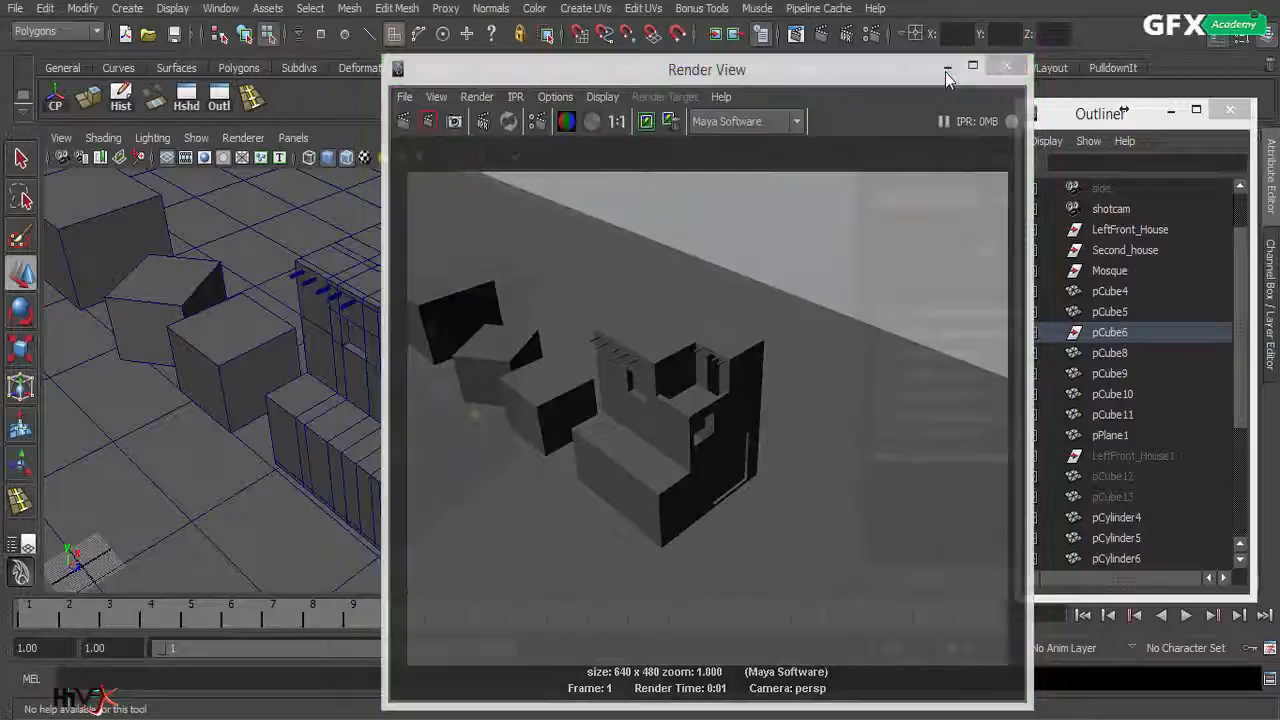 File Edit Modify Create Display Window Assets Select Mesh Edit Mesh Proxy Normals Color Create UVs Edit UVs Bonus Tools Muscle Pipeline Cache Help
GFX Academy
Polygons
X: Y: Z:
Render View
General Curves Surfaces Polygons Subdivs Deformat
yLayout PulldownIt
File View Render IPR Options Display Render Target Help
CP Hist Hshd Outl
1:1 Maya Software IPR: 0MB
Outliner
View Shading Lighting Show Renderer Panels
Display Show Help
side
shotcam
LeftFront_House
Second_house
Mosque
pCube4
pCube5
pCube6
pCube8
pCube9
pCube10
pCube11
pPlane1
LeftFront_House1
pCube12
pCube13
pCylinder4
pCylinder5
pCylinder6
Attribute Editor
Channel Box / Layer Editor
y x z
1 2 3 4 5 6 7 8 9
1.00 1.00 1
No Anim Layer No Character Set
size: 640 x 480 zoom: 1.000 (Maya Software)
Frame: 1 Render Time: 0:01 Camera: persp
MEL
No help available for this tool